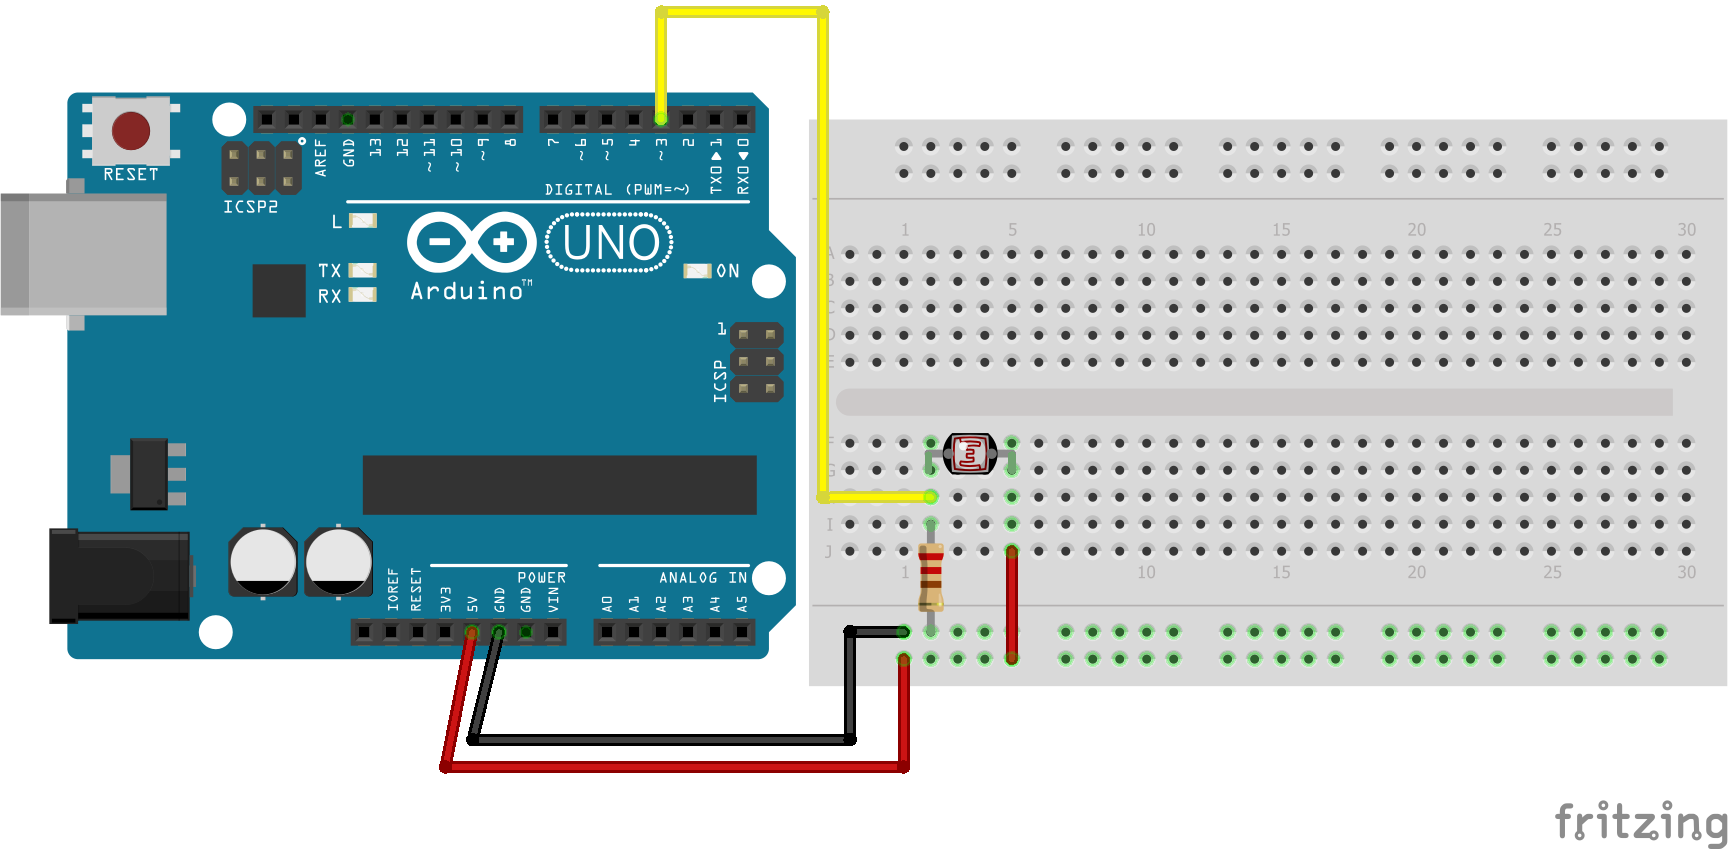 RESET
ICSP2
AREF
GND
13
12
~11
~10
~9
8
7
~6
~5
4
~3
2
TX0▶1
RX0◀0
DIGITAL (PWM=~)
L
TX
RX
UNO
Arduino™
ON
1
ICSP
IOREF
RESET
3V3
5V
GND
GND
VIN
POWER
ANALOG IN
A0
A1
A2
A3
A4
A5
1 5 10 15 20 25 30
A
B
C
D
E
F
G
I
J
1 10 15 20 25 30
fritzing